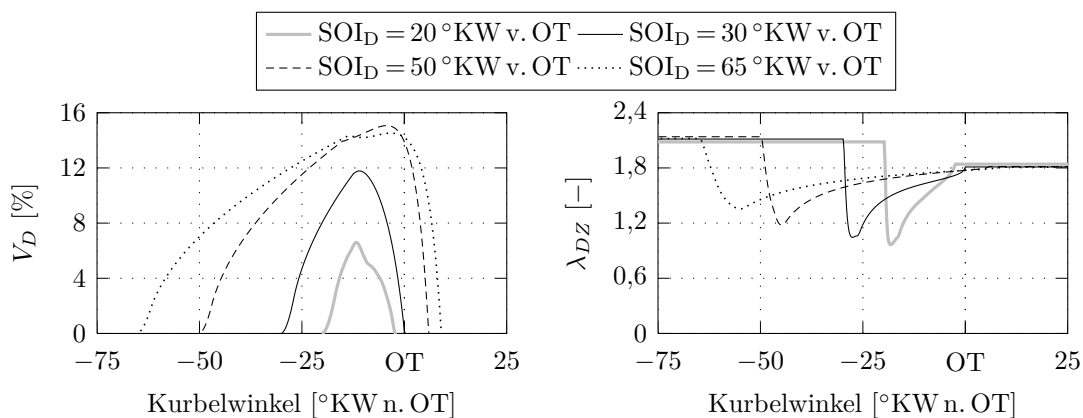 SOI_D = 20 °KW v. OT SOI_D = 30 °KW v. OT
SOI_D = 50 °KW v. OT SOI_D = 65 °KW v. OT
V_D [%]
16
12
8
4
0
−75 −50 −25 OT 25
Kurbelwinkel [°KW n. OT]
λ_DZ [−]
2,4
1,8
1,2
0,6
0
−75 −50 −25 OT 25
Kurbelwinkel [°KW n. OT]